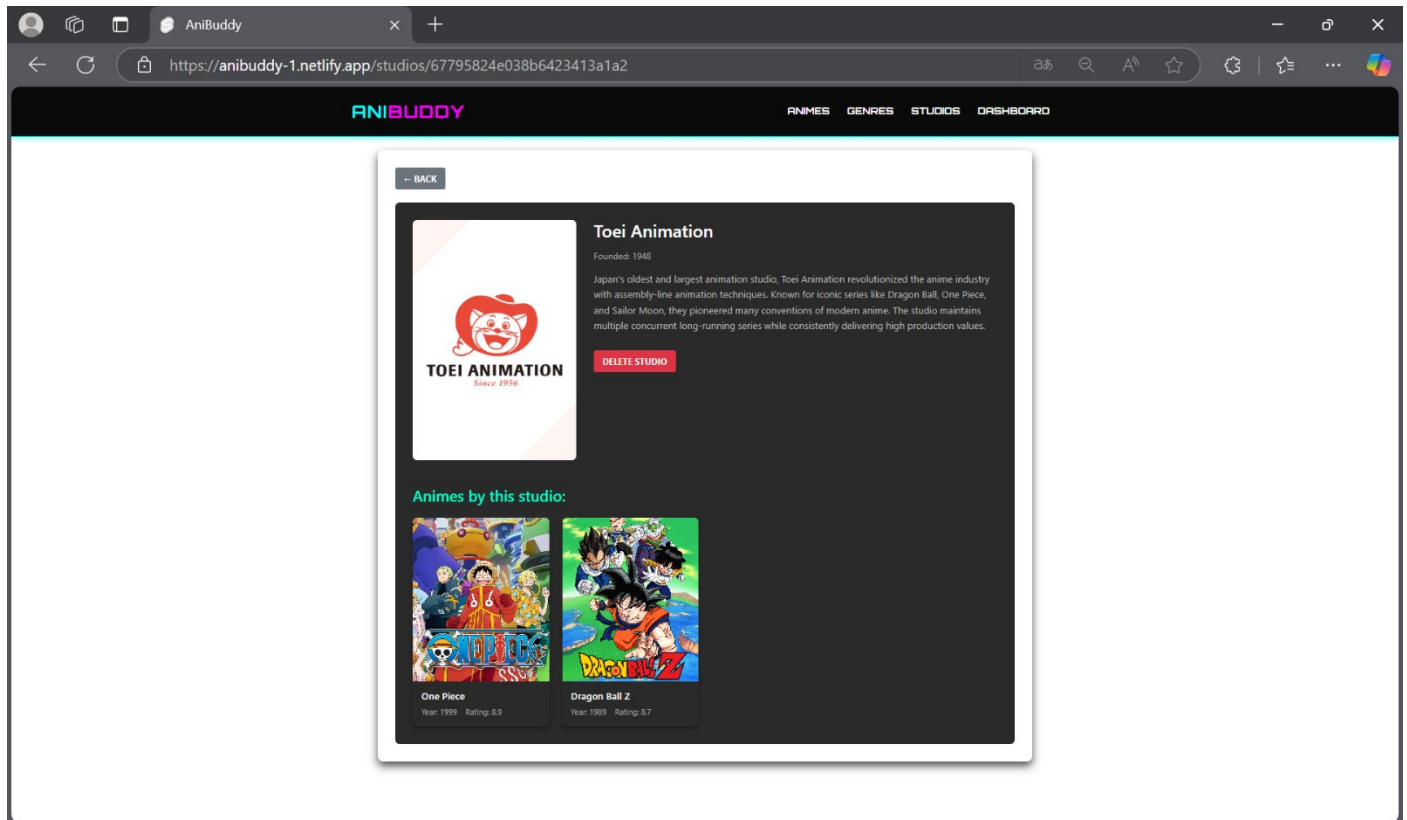 AniBuddy
https://anibuddy-1.netlify.app/studios/67795824e038b6423413a1a2
ANIBUDDY
ANIMES GENRES STUDIOS DASHBOARD
← BACK
TOEI ANIMATION
Since 1956
Toei Animation
Founded: 1948
Japan's oldest and largest animation studio, Toei Animation revolutionized the anime industry
with assembly-line animation techniques. Known for iconic series like Dragon Ball, One Piece,
and Sailor Moon, they pioneered many conventions of modern anime. The studio maintains
multiple concurrent long-running series while consistently delivering high production values.
DELETE STUDIO
Animes by this studio:
ONE PIECE
DRAGON BALL Z
One Piece
Year: 1999 Rating: 8.9
Dragon Ball Z
Year: 1989 Rating: 8.7